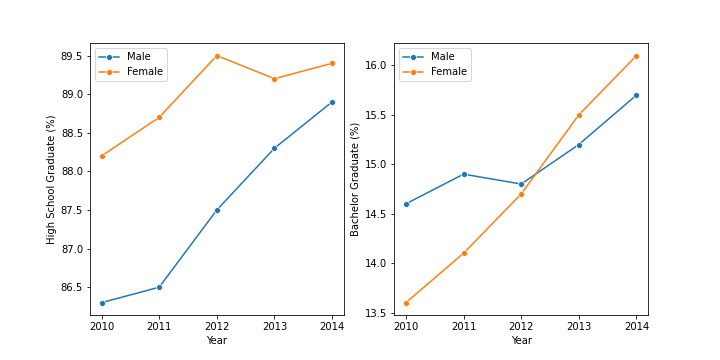 Male
Female
89.5
89.0
88.5
88.0
87.5
87.0
86.5
High School Graduate (%)
2010 2011 2012 2013 2014
Year
Male
Female
16.0
15.5
15.0
14.5
14.0
13.5
Bachelor Graduate (%)
2010 2011 2012 2013 2014
Year